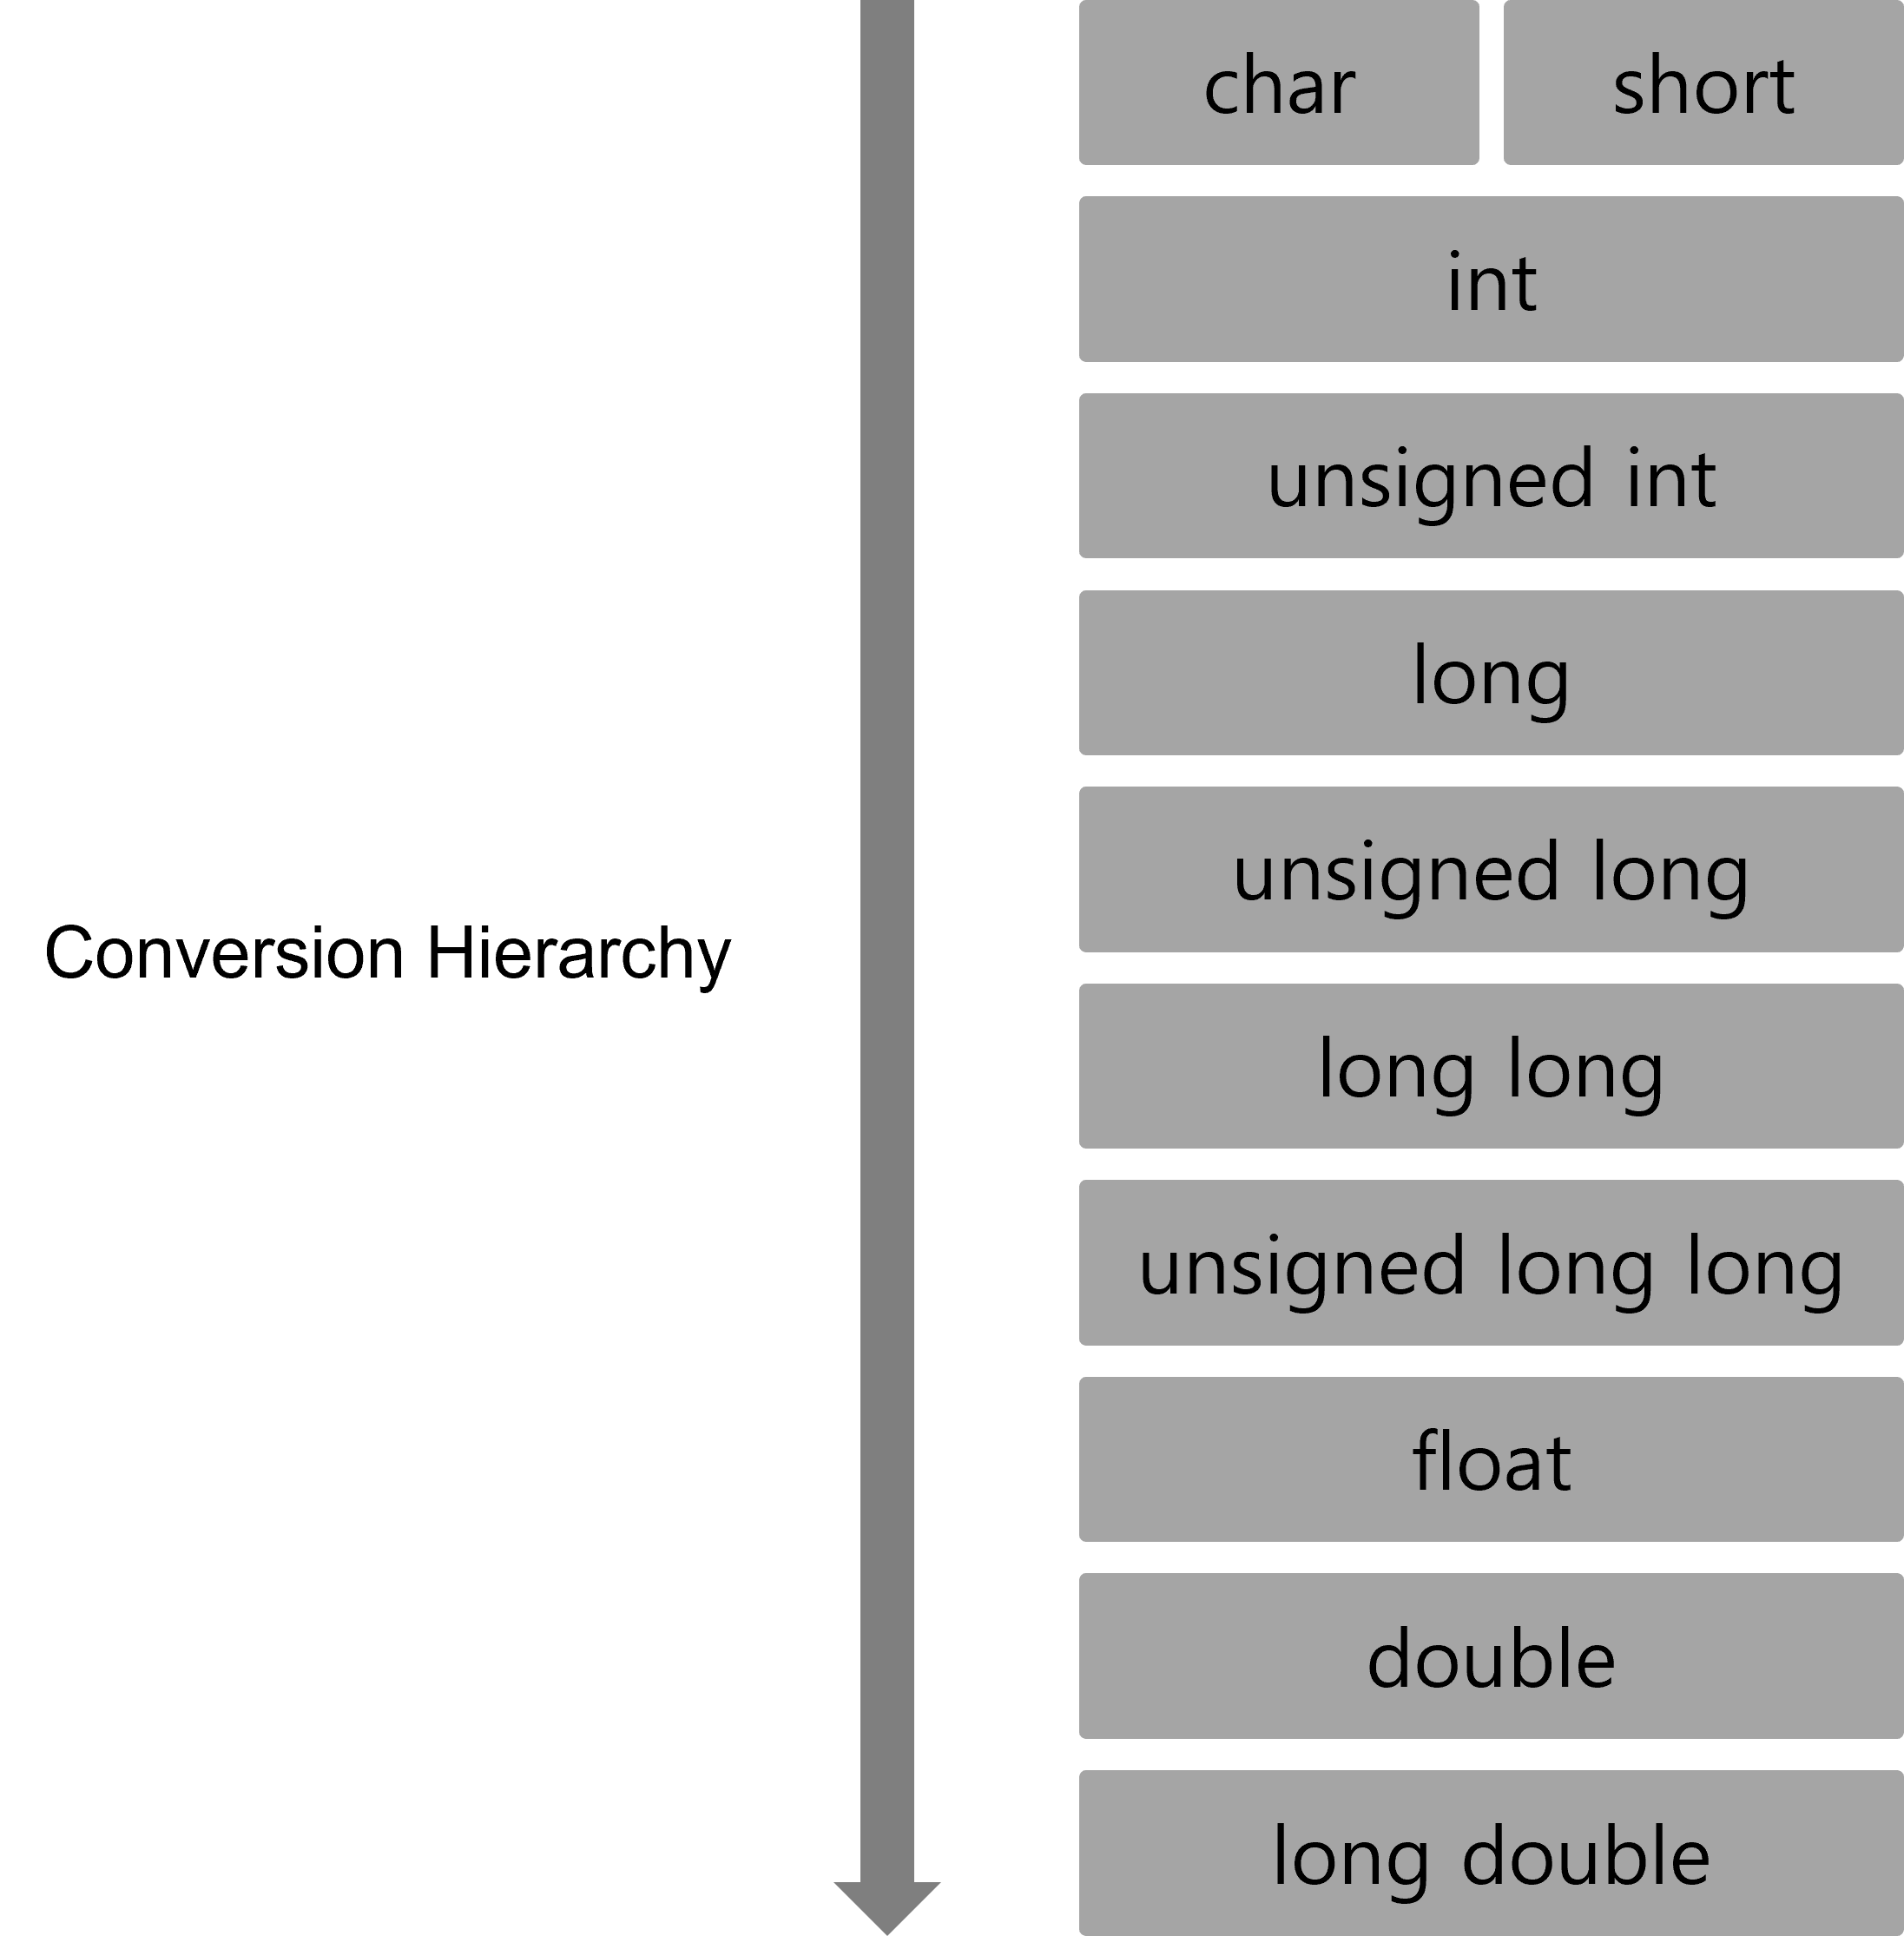 char
short
int
unsigned int
long
unsigned long
Conversion Hierarchy
long long
unsigned long long
float
double
long double